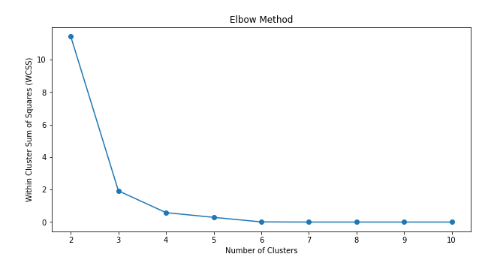 Elbow Method
Within Cluster Sum of Squares (WCSS)
10
8
6
4
2
0
2 3 4 5 6 7 8 9 10
Number of Clusters